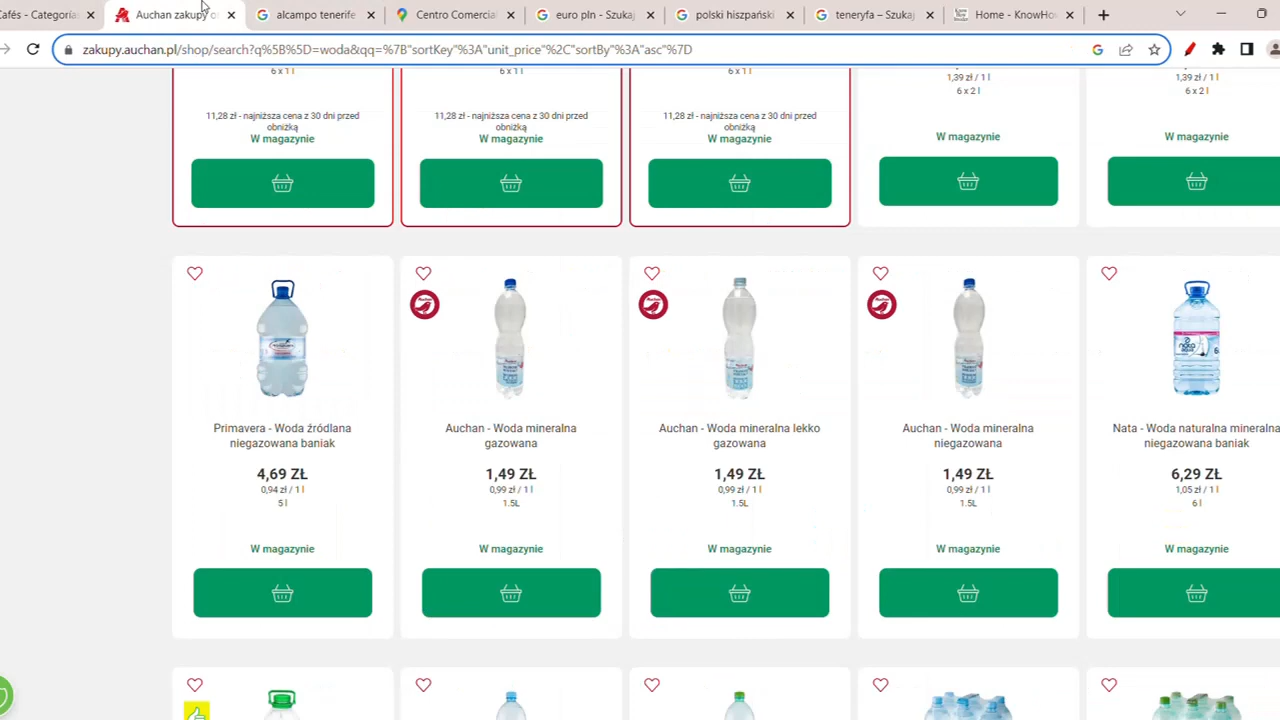 Cafés - Categoria
Auchan zakupy o
alcampo tenerife
Centro Comercia
euro pln - Szukaj
polski hiszpański
teneryfa – Szukaj
Home - KnowHo
zakupy.auchan.pl/shop/search?q%5B%5D=woda&qq=%7B"sortKey"%3A"unit_price"%2C"sortBy"%3A"asc"%7D
6 x 1 l
6 x 1 l
6 x 1 l
1,39 zł / 1 l
1,39 zł / 1 l
6 x 2 l
6 x 2 l
11,28 zł - najniższa cena z 30 dni przed
obniżką
11,28 zł - najniższa cena z 30 dni przed
obniżką
11,28 zł - najniższa cena z 30 dni przed
obniżką
W magazynie
W magazynie
W magazynie
W magazynie
W magazynie
Primavera - Woda źródlana
niegazowana baniak
4,69 ZŁ
0,94 zł / 1 l
5 l
W magazynie
Auchan - Woda mineralna
gazowana
1,49 ZŁ
0,99 zł / 1 l
1.5L
W magazynie
Auchan - Woda mineralna lekko
gazowana
1,49 ZŁ
0,99 zł / 1 l
1.5L
W magazynie
Auchan - Woda mineralna
niegazowana
1,49 ZŁ
0,99 zł / 1 l
1.5L
W magazynie
Nata - Woda naturalna mineralna
niegazowana baniak
6,29 ZŁ
1,05 zł / 1 l
6 l
W magazynie